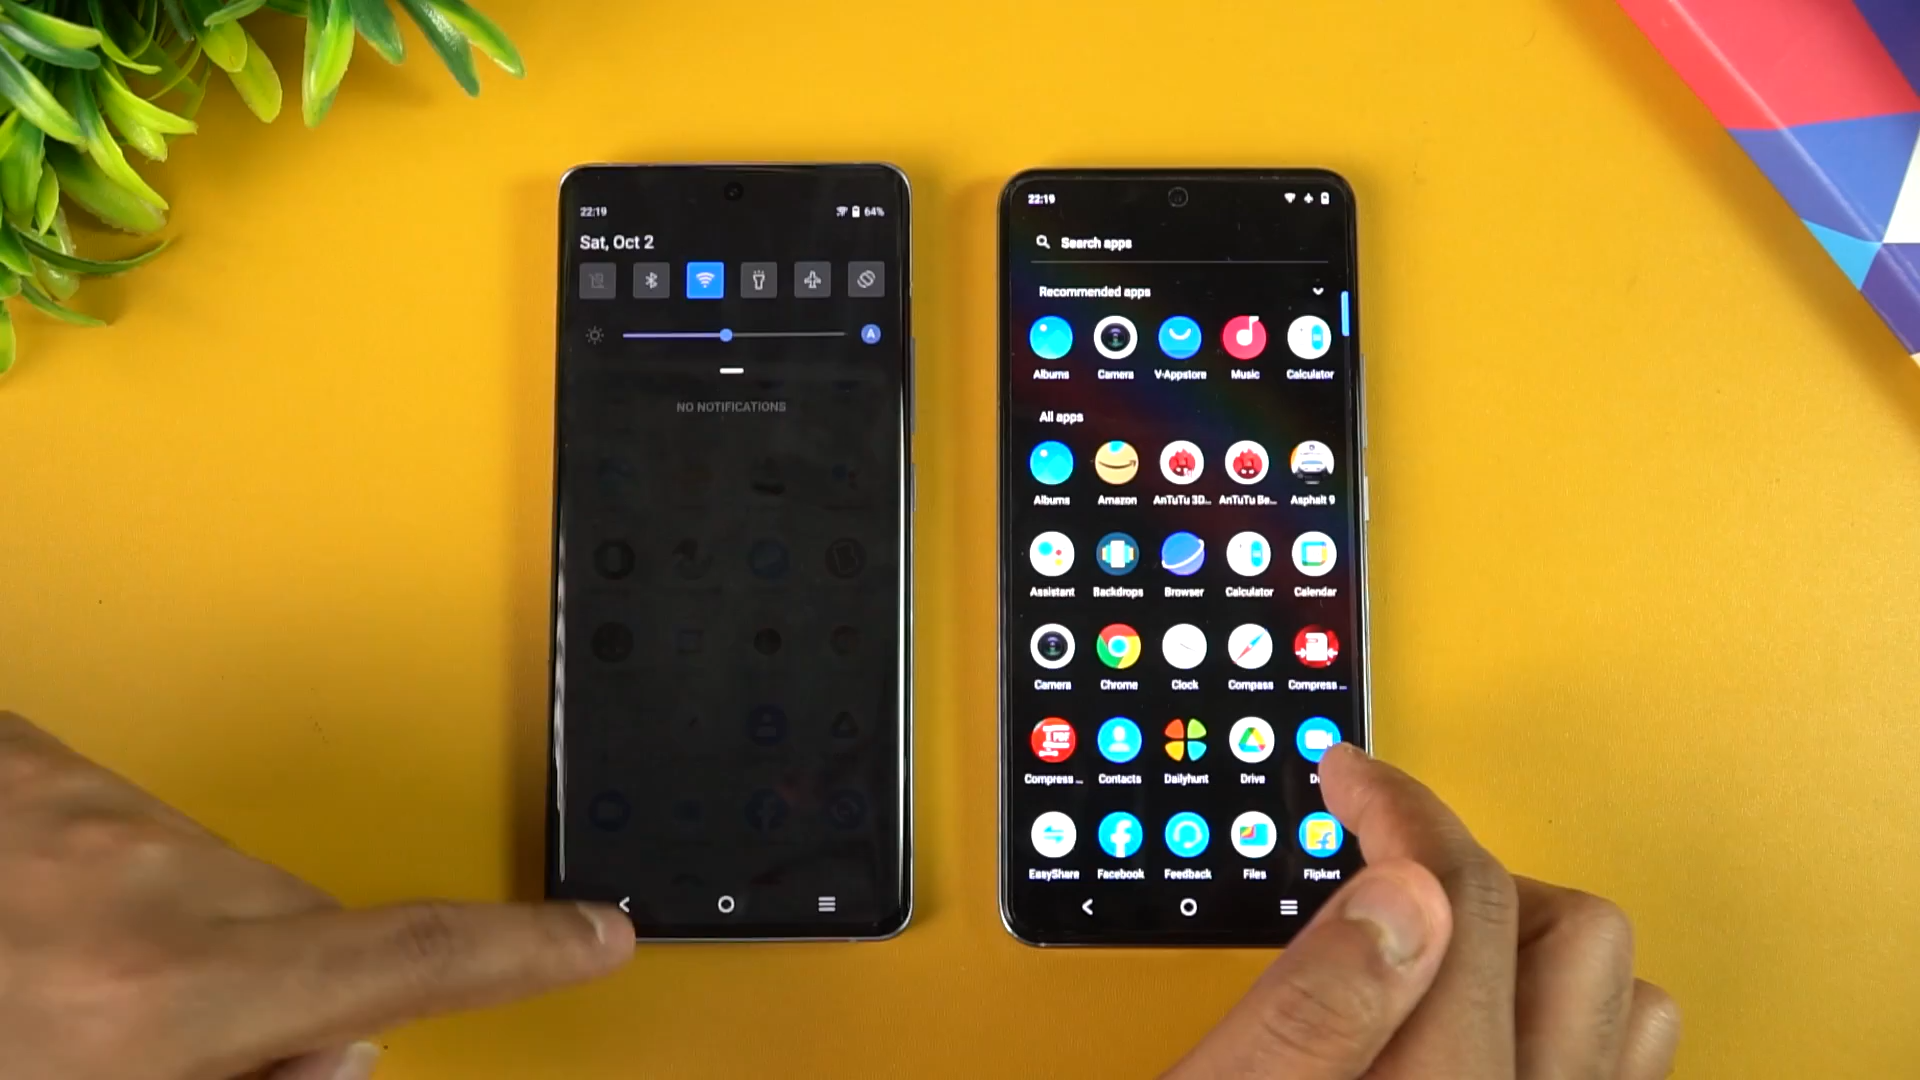 22:19
64%
Sat, Oct 2
A
NO NOTIFICATIONS
22:19
Search apps
Recommended apps
Albums Camera V-Appstore Music Calculator
All apps
Albums Amazon AnTuTu 3D... AnTuTu Be... Asphalt 9
Assistant Backdrops Browser Calculator Calendar
Camera Chrome Clock Compass Compress ...
PDF
Compress ... Contacts Dailyhunt Drive
EasyShare Facebook Feedback Files Flipkart